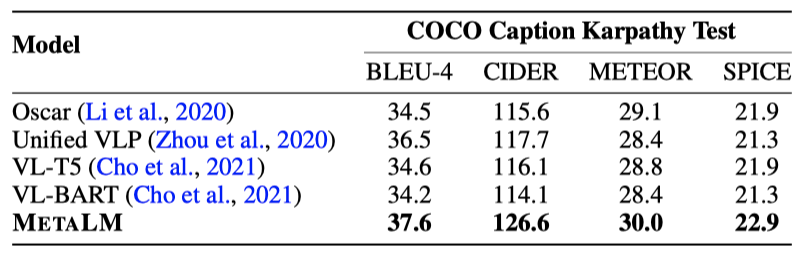 Model COCO Caption Karpathy Test
BLEU-4 CIDER METEOR SPICE
Oscar (Li et al., 2020) 34.5 115.6 29.1 21.9
Unified VLP (Zhou et al., 2020) 36.5 117.7 28.4 21.3
VL-T5 (Cho et al., 2021) 34.6 116.1 28.8 21.9
VL-BART (Cho et al., 2021) 34.2 114.1 28.4 21.3
METALM 37.6 126.6 30.0 22.9